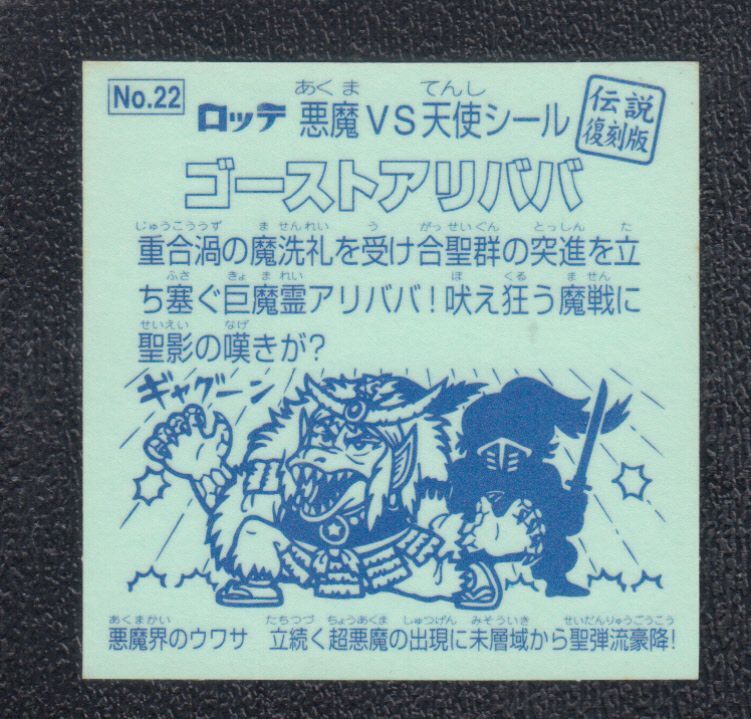 No.22
ロッテ 悪魔VS天使シール
あくま てんし
伝説
復刻版
ゴーストアリババ
じゅうこううず ませんれい う がっせいぐん とっしん た
重合渦の魔洗礼を受け合聖群の突進を立
ふさ きょ まれい ほ くる ません
ち塞ぐ巨魔霊アリババ!吠え狂う魔戦に
せいえい なげ
聖影の嘆きが?
ギャグーン
あくまかい たちつづ ちょうあくま しゅつげん みそういき せいだんりゅうごうこう
悪魔界のウワサ 立続く超悪魔の出現に未層域から聖弾流豪降!